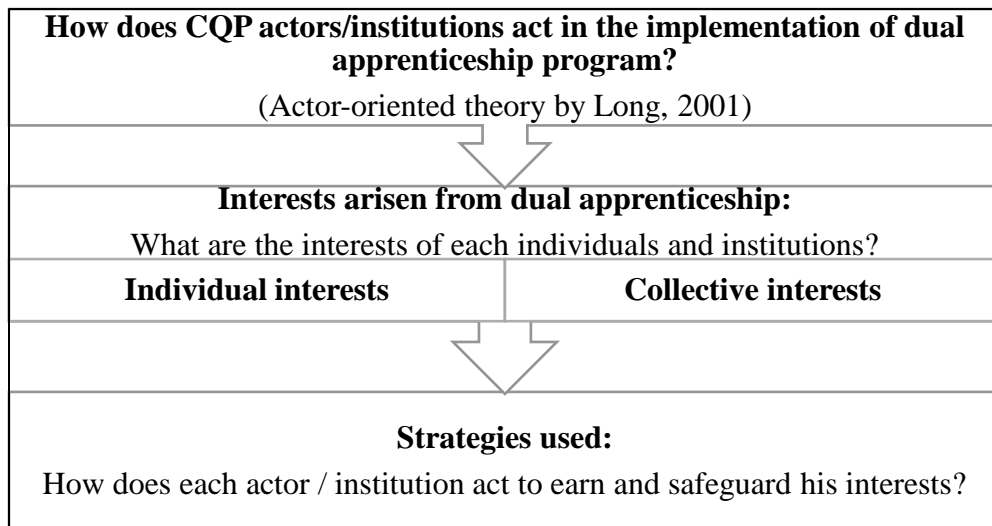 How does CQP actors/institutions act in the implementation of dual
apprenticeship program?
(Actor-oriented theory by Long, 2001)
Interests arisen from dual apprenticeship:
What are the interests of each individuals and institutions?
Individual interests
Collective interests
Strategies used:
How does each actor / institution act to earn and safeguard his interests?